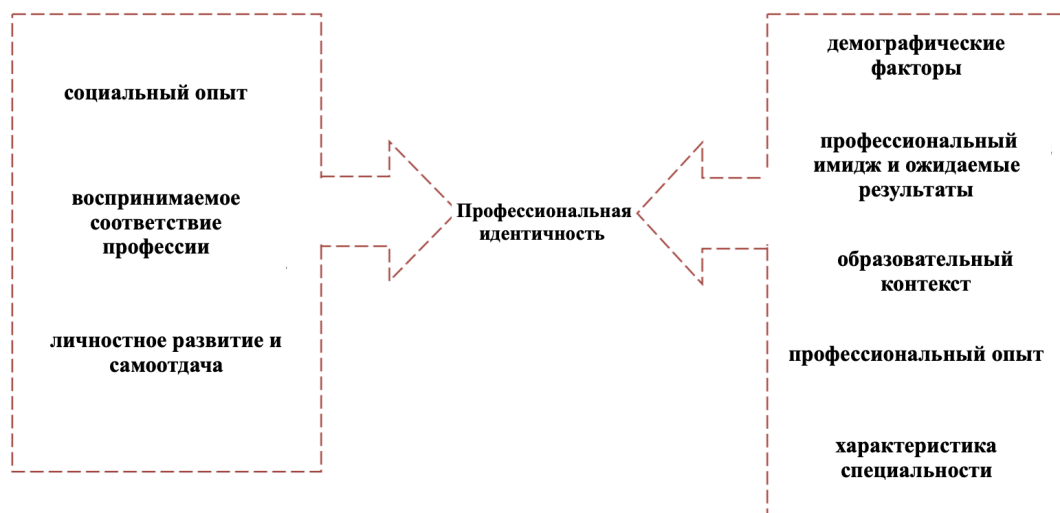 социальный опыт
воспринимаемое
соответствие
профессии
личностное развитие и
самоотдача
Профессиональная
идентичность
демографические
факторы
профессиональный
имидж и ожидаемые
результаты
образовательный
контекст
профессиональный опыт
характеристика
специальности